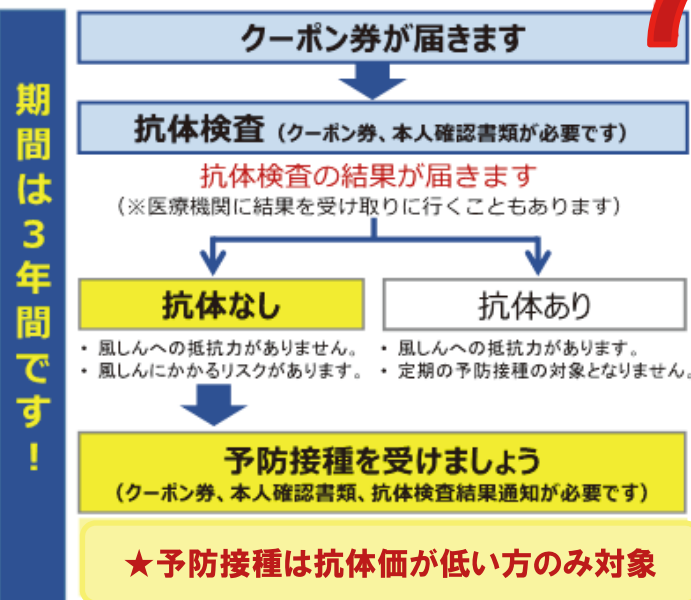 期間は3年間です!
クーポン券が届きます
抗体検査(クーポン券、本人確認書類が必要です)
抗体検査の結果が届きます
(※医療機関に結果を受け取りに行くこともあります)
抗体なし
・ 風しんへの抵抗力がありません。
・ 風しんにかかるリスクがあります。
抗体あり
・ 風しんへの抵抗力があります。
・ 定期の予防接種の対象となりません。
予防接種を受けましょう
(クーポン券、本人確認書類、抗体検査結果通知が必要です)
★予防接種は抗体価が低い方のみ対象